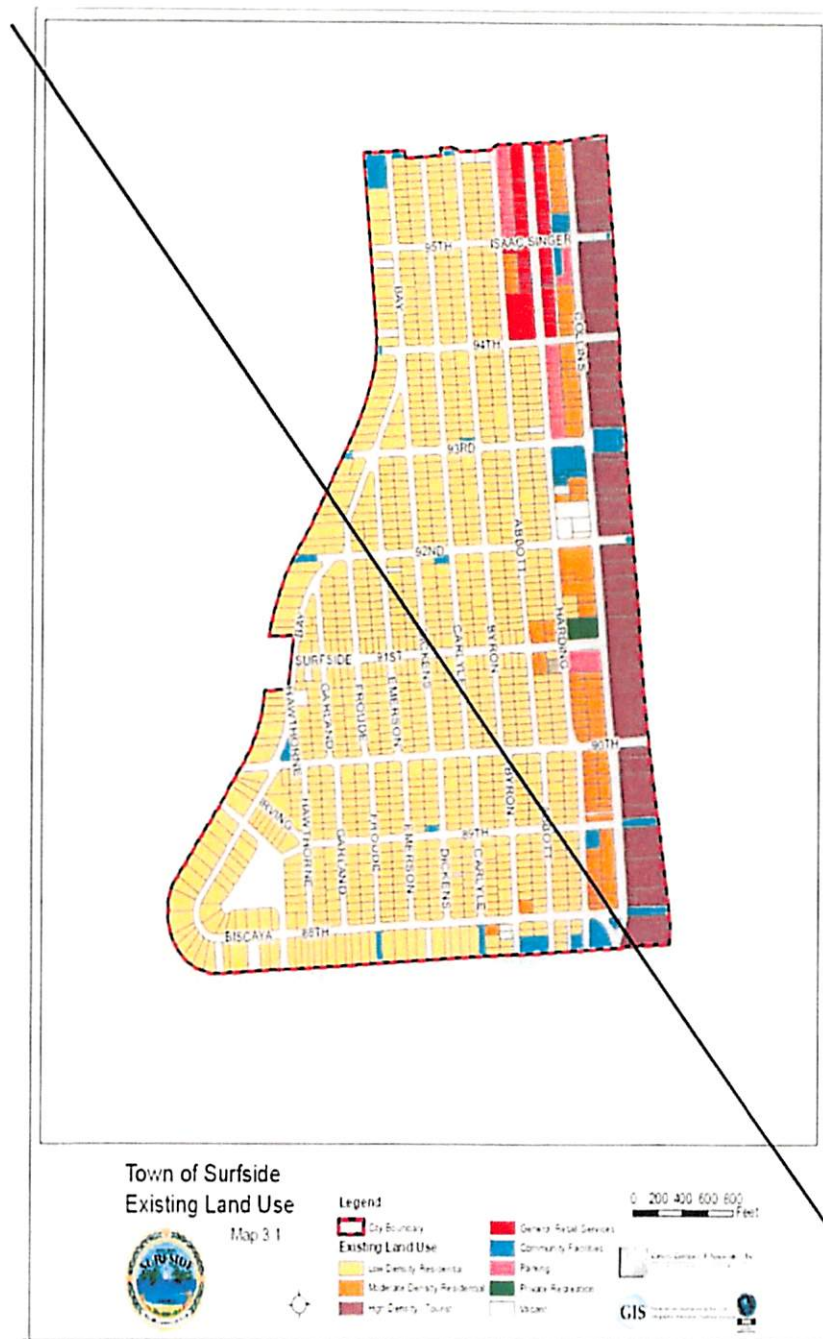 95TH
ISAAC SINGER
BAY
COLLINS
94TH
93RD
ABBOTT
92ND
HARDING
BAY
CARLYLE
BYRON
SURFSIDE
91ST
HAWTHORNE
GARLAND
FROUDE
EMERSON
90TH
IRVING
HAWTHORNE
GARLAND
FROUDE
EMERSON
DICKENS
CARLYLE
BYRON
89TH
BISCAYA
88TH
Town of Surfside
Existing Land Use
Map 3.1
SURFSIDE
Legend
City Boundary
Existing Land Use
Low Density Residential
Moderate Density Residential
High Density / Tourist
General Retail Services
Community Facilities
Parking
Private Recreation
Vacant
0 200 400 600 800
Feet
GIS